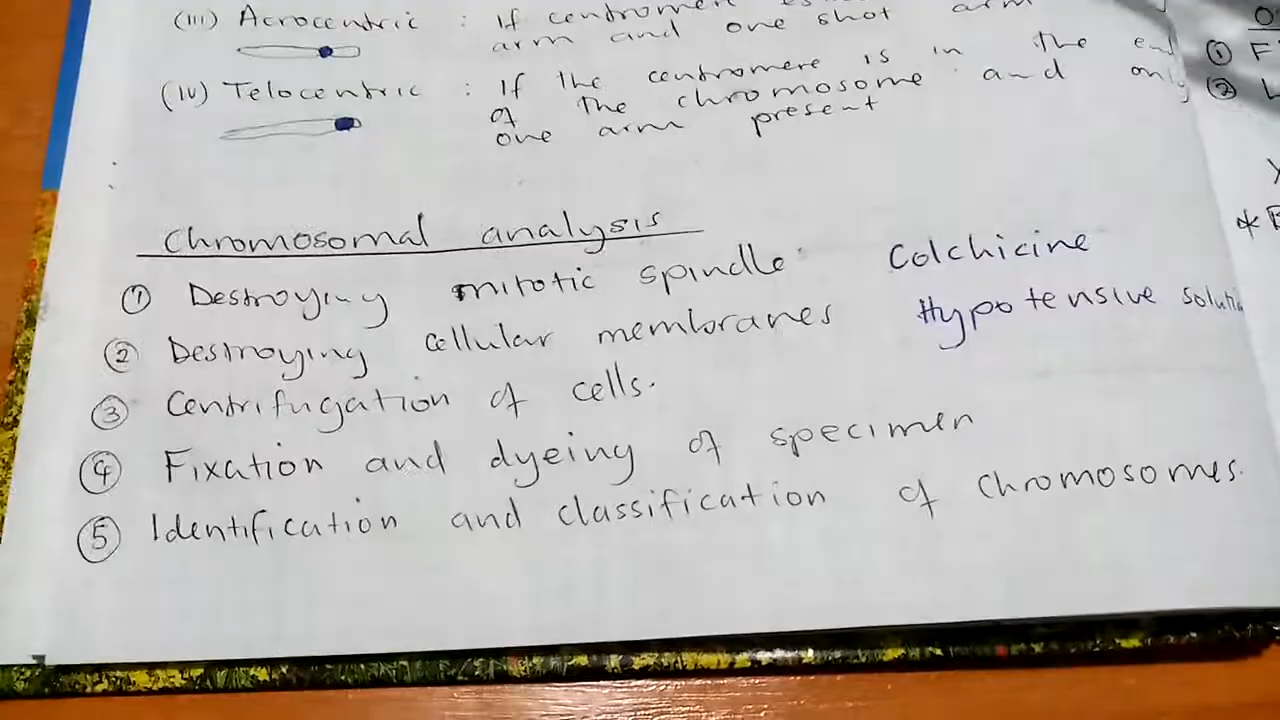 (III) Acrocentric : If centromere
arm and one shot arm
(IV) Telocentric : If the centromere is in the end
of the chromosome and only
one arm present
Chromosomal analysis
① Destroying mitotic spindle Colchicine
② Destroying cellular membranes Hypotensive
③ Centrifugation of cells.
④ Fixation and dyeing of specimen
⑤ Identification and classification of chromosomes.
①
②
*